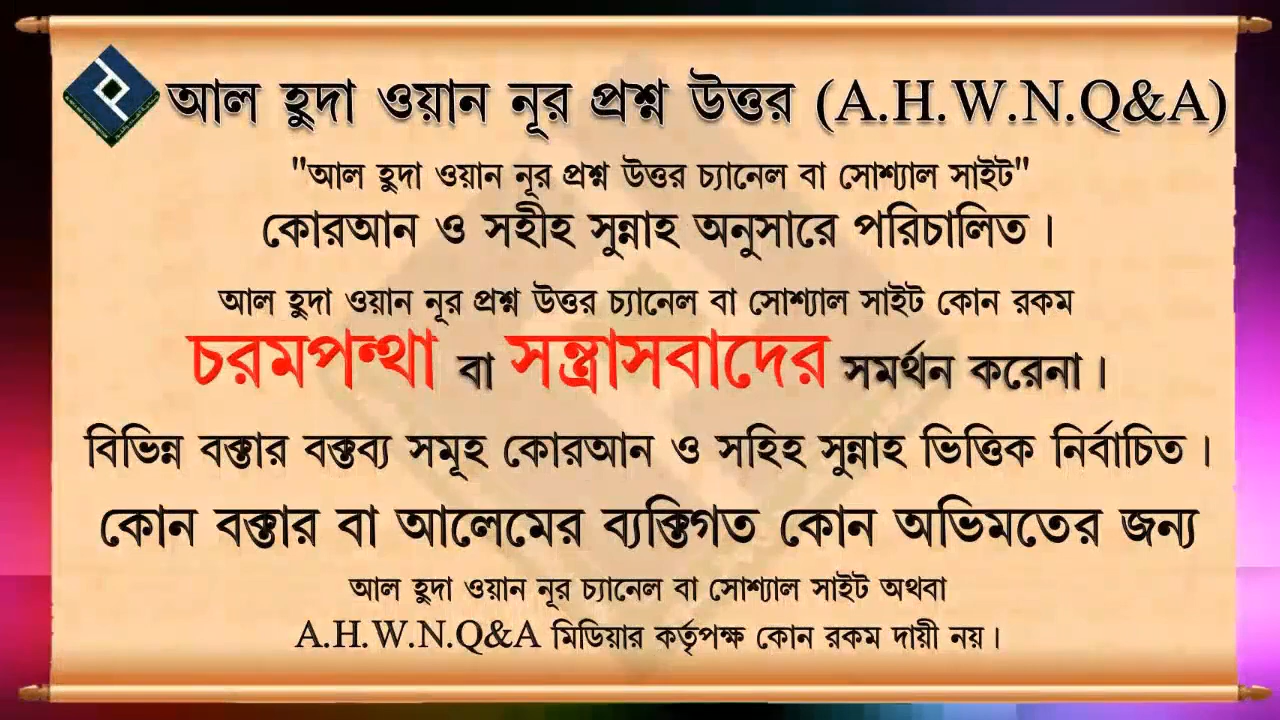 আল হুদা ওয়ান নূর প্রশ্ন উত্তর (A.H.W.N.Q&A)
"আল হুদা ওয়ান নূর প্রশ্ন উত্তর চ্যানেল বা সোশ্যাল সাইট"
কোরআন ও সহীহ সুন্নাহ অনুসারে পরিচালিত।
আল হুদা ওয়ান নূর প্রশ্ন উত্তর চ্যানেল বা সোশ্যাল সাইট কোন রকম
চরমপন্থা বা সন্ত্রাসবাদের সমর্থন করেনা।
বিভিন্ন বক্তার বক্তব্য সমূহ কোরআন ও সহিহ সুন্নাহ ভিত্তিক নির্বাচিত।
কোন বক্তার বা আলেমের ব্যক্তিগত কোন অভিমতের জন্য
আল হুদা ওয়ান নূর চ্যানেল বা সোশ্যাল সাইট অথবা
A.H.W.N.Q&A মিডিয়ার কর্তৃপক্ষ কোন রকম দায়ী নয়।